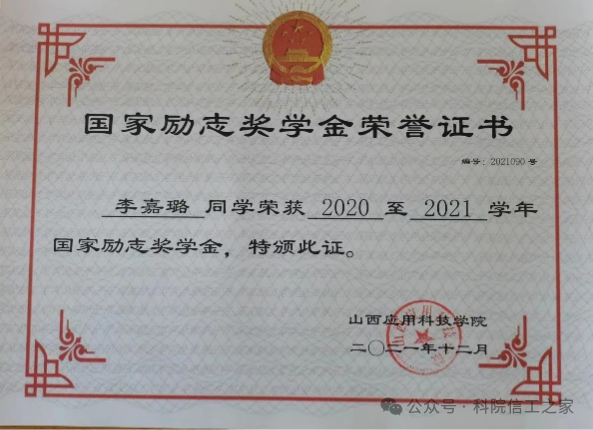 国家励志奖学金荣誉证书
编号：2021090 号
李嘉璐 同学荣获 2020 至 2021 学年
国家励志奖学金，特颁此证。
山西应用科技学院
二〇二一年十二月
公众号 · 科院信工之家